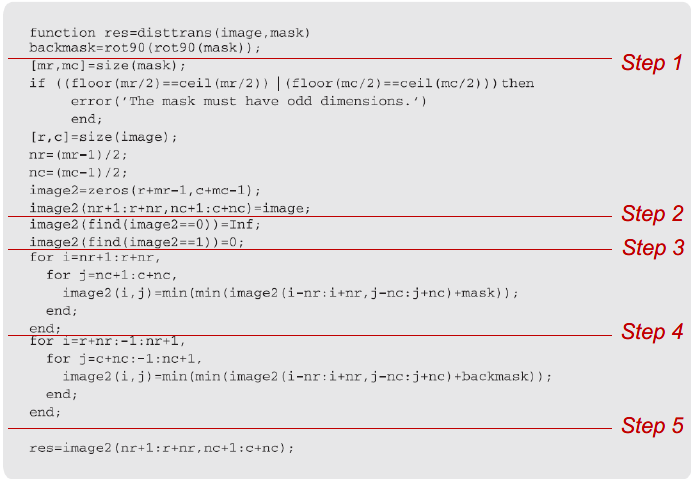 function res=disttrans(image,mask)
backmask=rot90(rot90(mask));
Step 1
[mr,mc]=size(mask);
if ((floor(mr/2)==ceil(mr/2)) |(floor(mc/2)==ceil(mc/2)))then
error('The mask must have odd dimensions.')
end;
[r,c]=size(image);
nr=(mr-1)/2;
nc=(mc-1)/2;
image2=zeros(r+mr-1,c+mc-1);
image2(nr+1:r+nr,nc+1:c+nc)=image;
Step 2
image2(find(image2==0))=Inf;
image2(find(image2==1))=0;
Step 3
for i=nr+1:r+nr,
for j=nc+1:c+nc,
image2(i,j)=min(min(image2(i-nr:i+nr,j-nc:j+nc)+mask));
end;
end;
Step 4
for i=r+nr:-1:nr+1,
for j=c+nc:-1:nc+1,
image2(i,j)=min(min(image2(i-nr:i+nr,j-nc:j+nc)+backmask));
end;
end;
Step 5
res=image2(nr+1:r+nr,nc+1:c+nc);